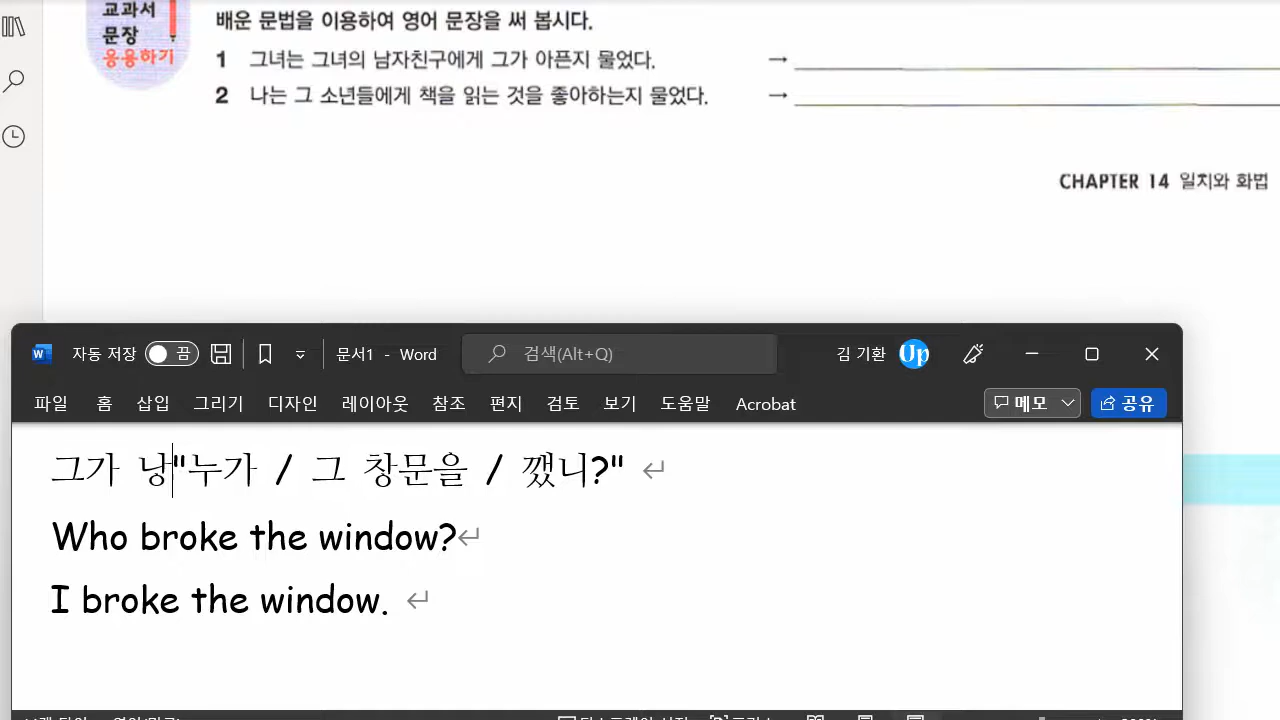 교과서
문장
응용하기
배운 문법을 이용하여 영어 문장을 써 봅시다.
1 그녀는 그녀의 남자친구에게 그가 아픈지 물었다. →
2 나는 그 소년들에게 책을 읽는 것을 좋아하는지 물었다. →
CHAPTER 14 일치와 화법
자동 저장 끔 문서1 - Word 검색(Alt+Q) 김 기환 Up
파일 홈 삽입 그리기 디자인 레이아웃 참조 편지 검토 보기 도움말 Acrobat 메모 공유
그가 낭"누가 / 그 창문을 / 깼니?"
Who broke the window?
I broke the window.